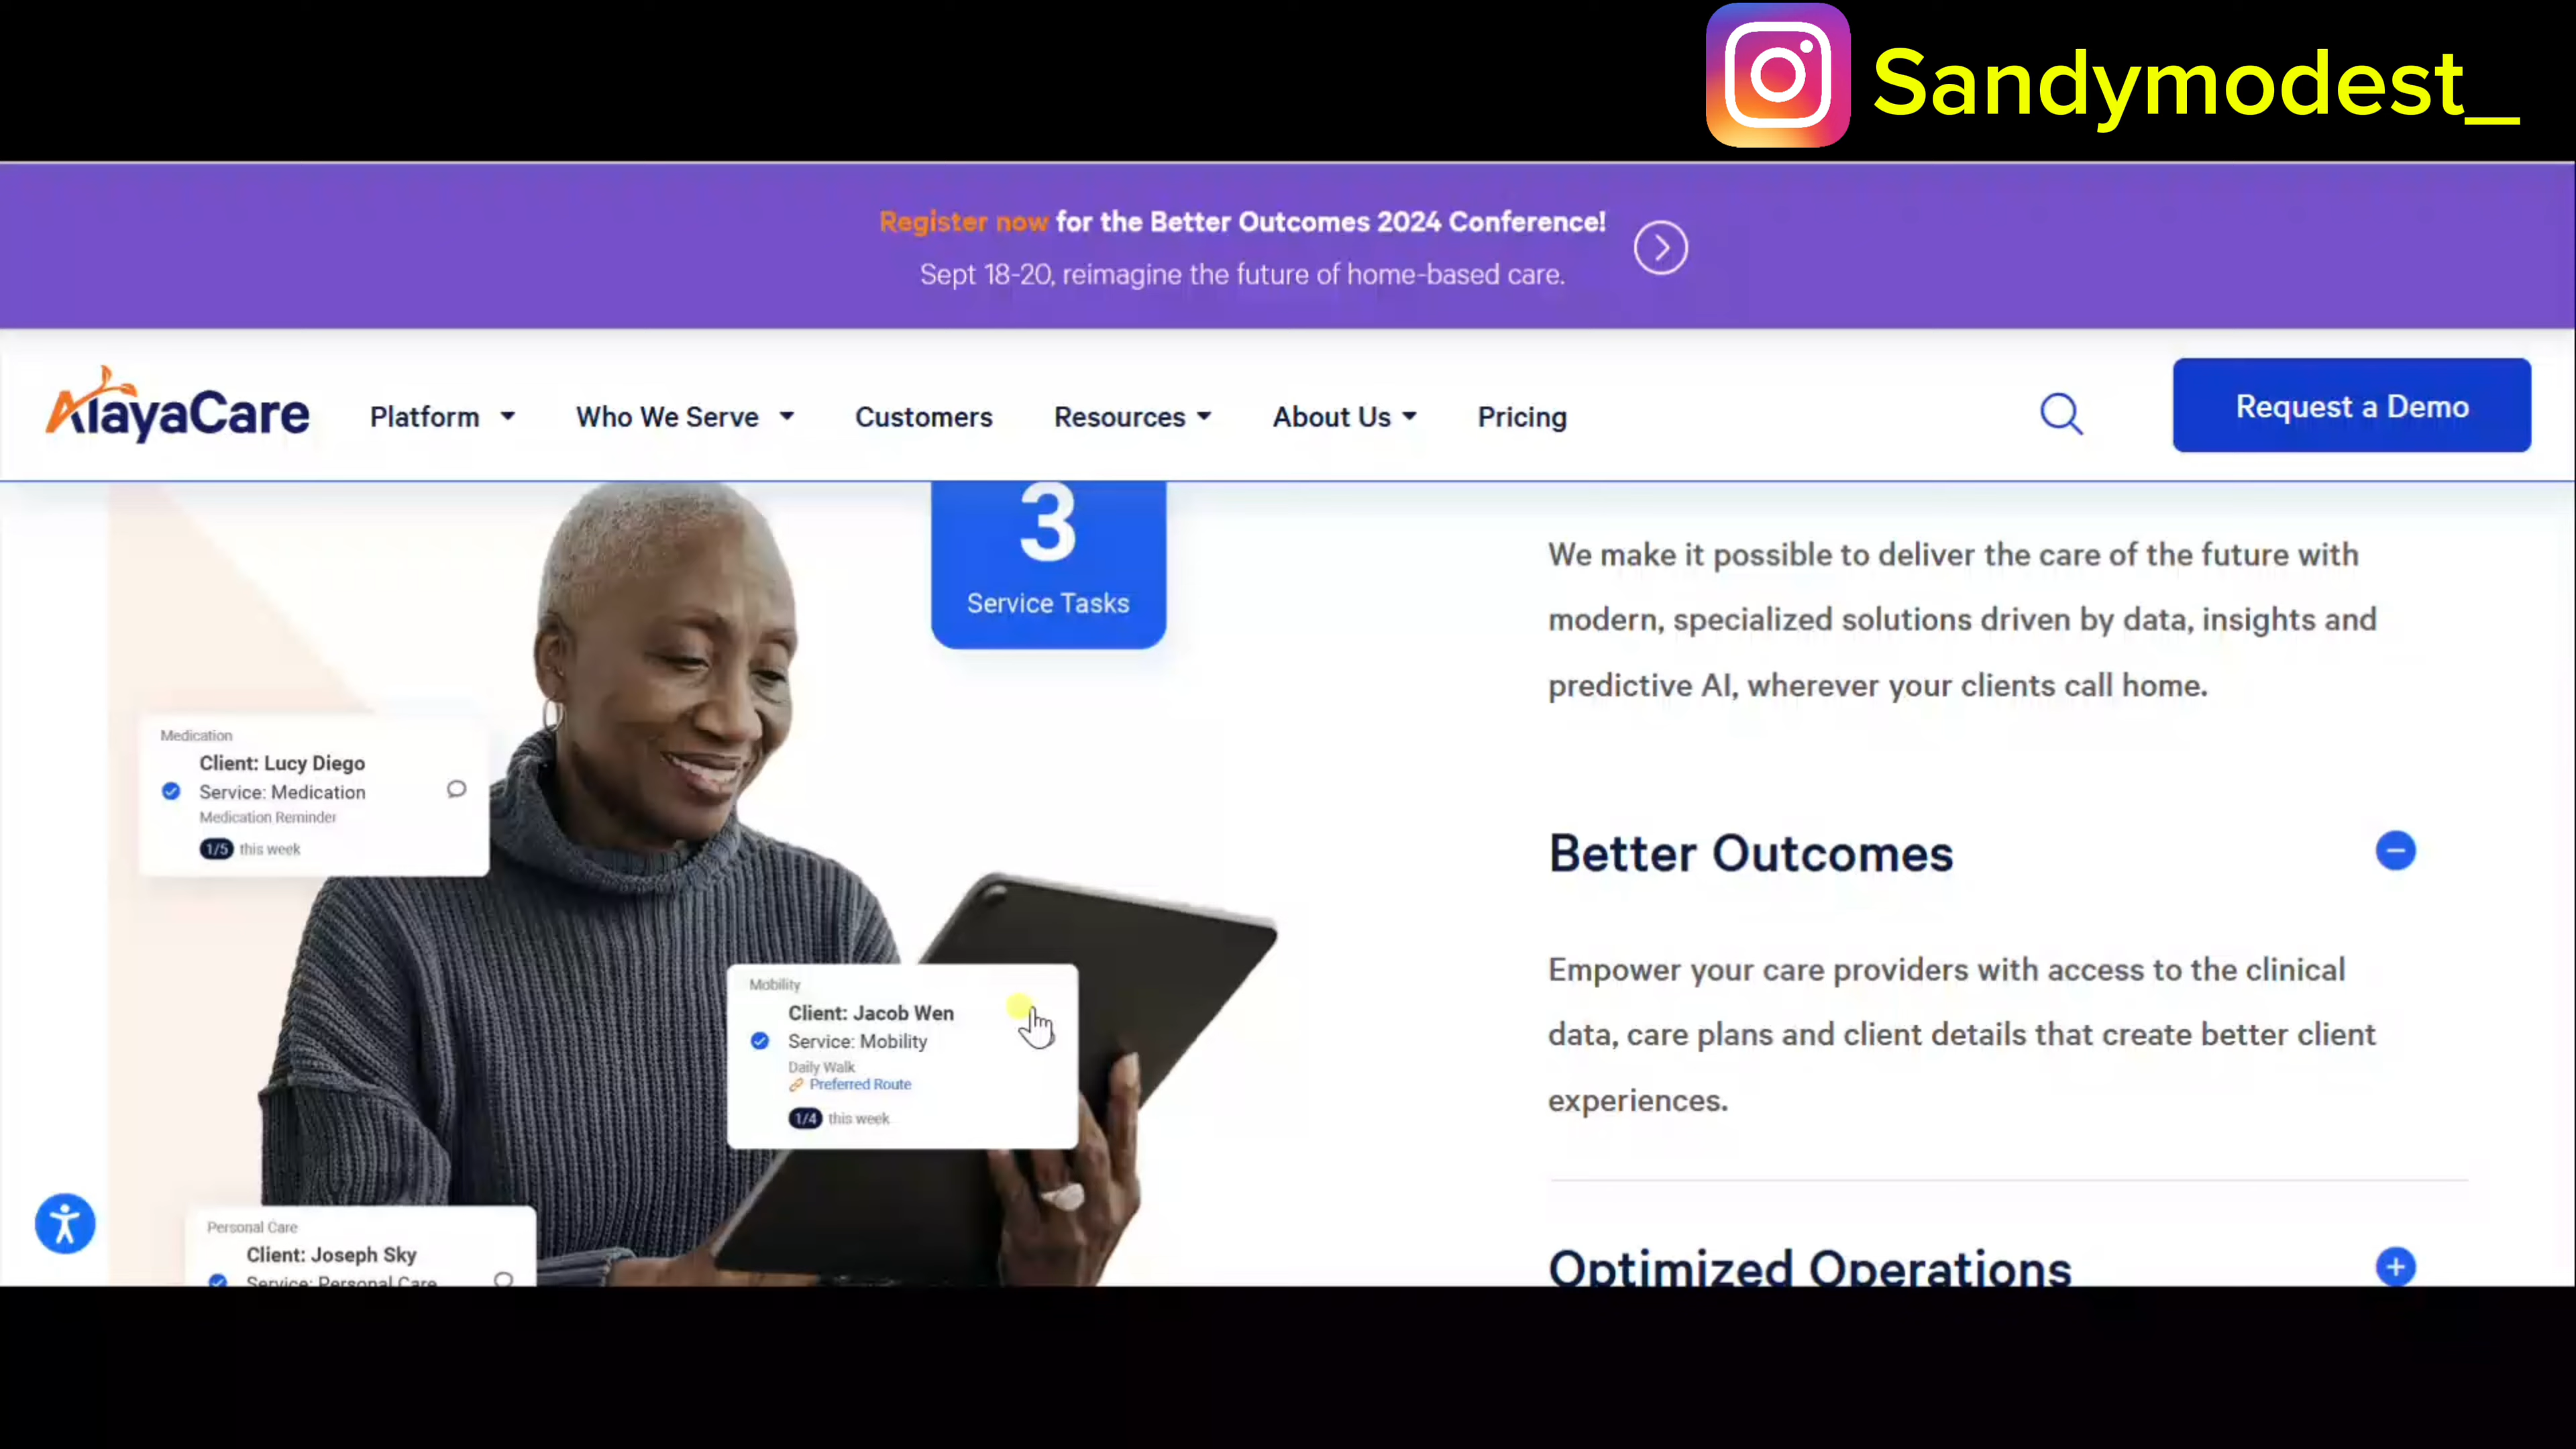 Sandymodest_
Register now for the Better Outcomes 2024 Conference!
Sept 18-20, reimagine the future of home-based care.
AlayaCare
Platform
Who We Serve
Customers
Resources
About Us
Pricing
Request a Demo
3
Service Tasks
Medication
Client: Lucy Diego
Service: Medication
Medication Reminder
1/5 this week
Mobility
Client: Jacob Wen
Service: Mobility
Daily Walk
Preferred Route
1/4 this week
Personal Care
Client: Joseph Sky
Service: Personal Care
We make it possible to deliver the care of the future with
modern, specialized solutions driven by data, insights and
predictive AI, wherever your clients call home.
Better Outcomes
Empower your care providers with access to the clinical
data, care plans and client details that create better client
experiences.
Optimized Operations